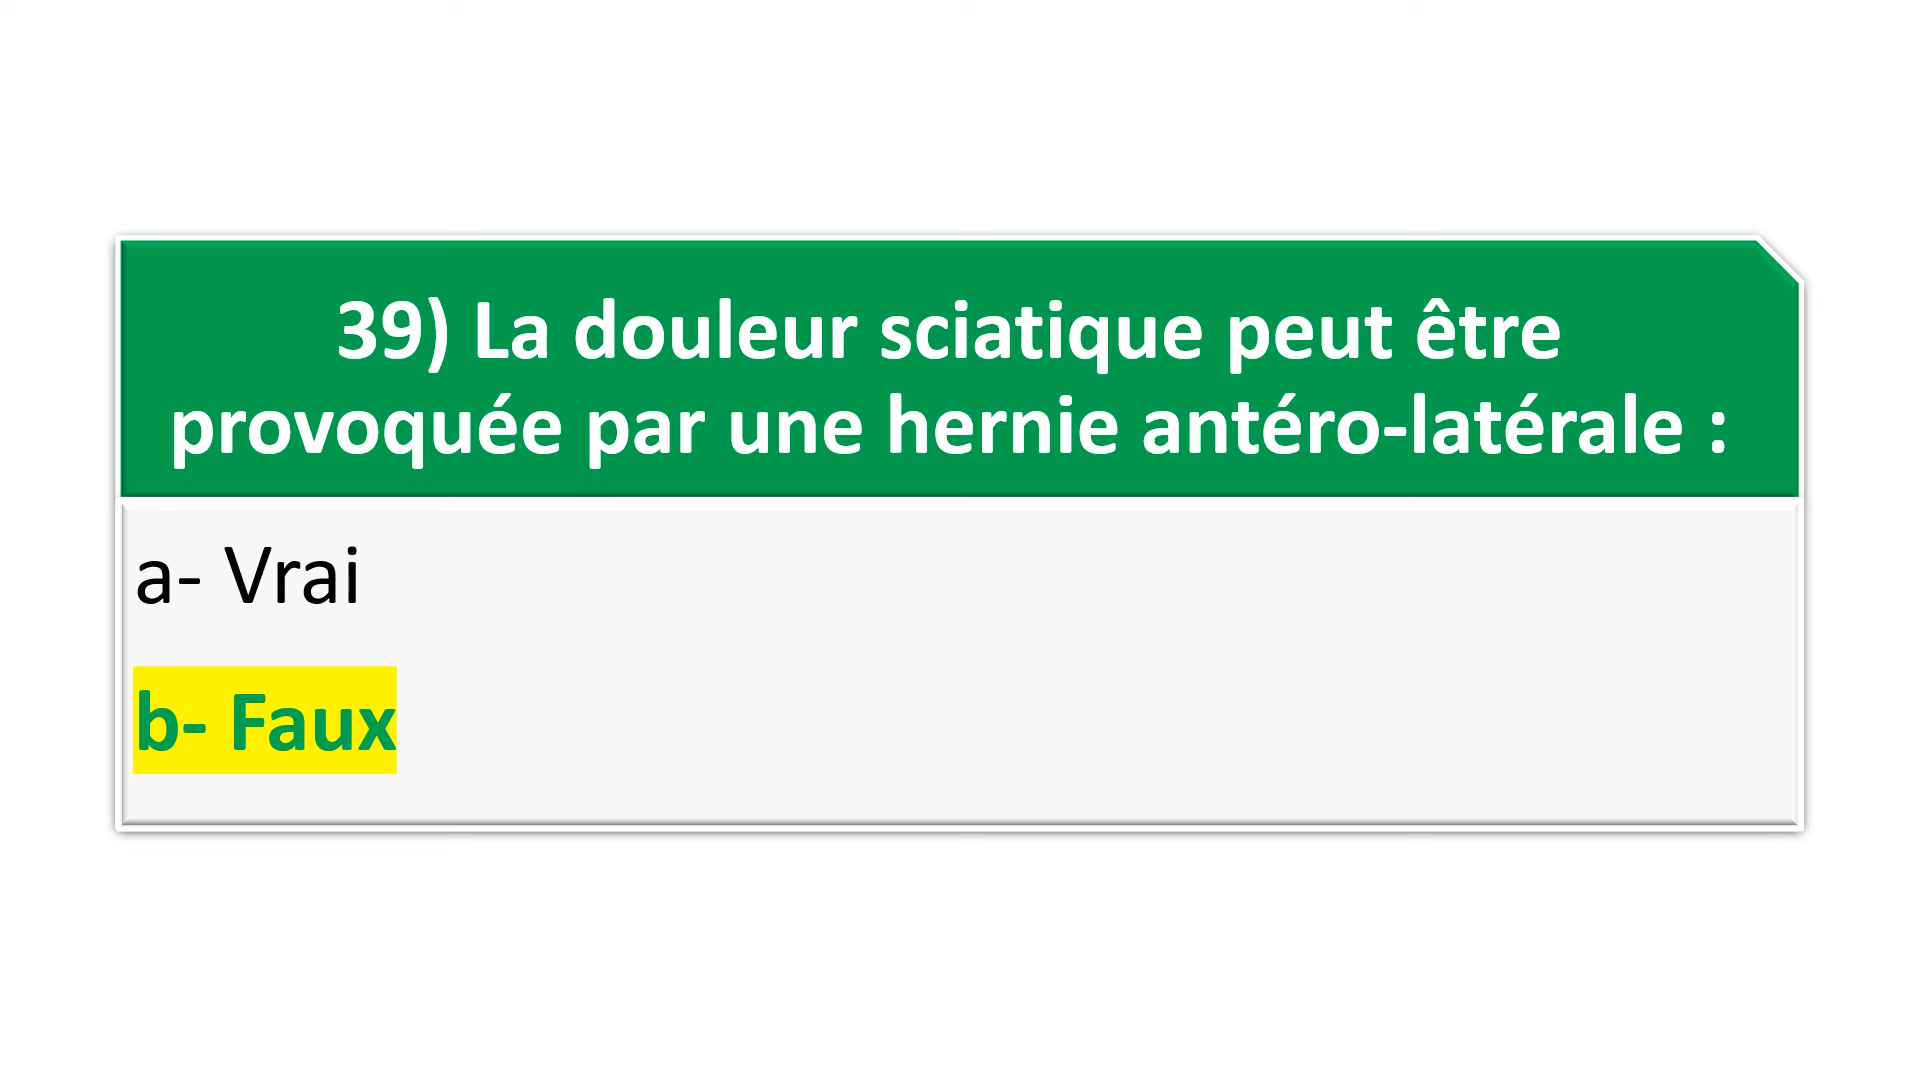 39) La douleur sciatique peut être
provoquée par une hernie antéro-latérale :
a- Vrai
b- Faux